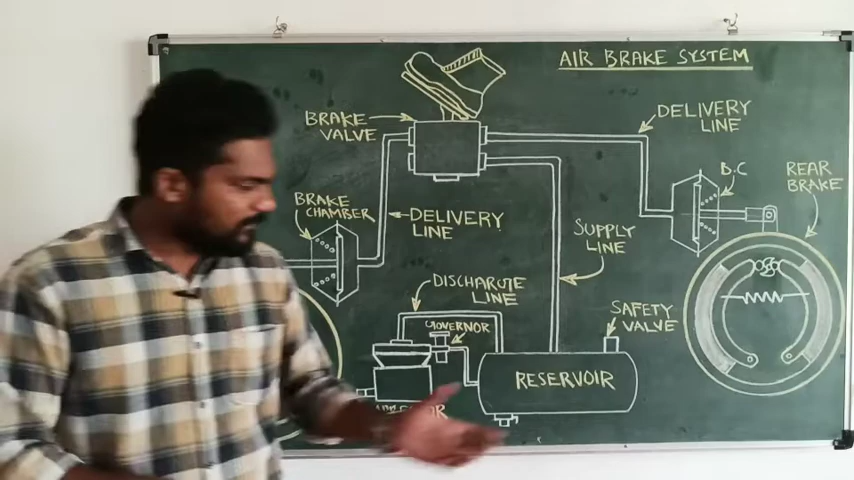 AIR BRAKE SYSTEM
BRAKE
VALVE
DELIVERY
LINE
B.C
REAR
BRAKE
BRAKE
CHAMBER
DELIVERY
LINE
SUPPLY
LINE
DISCHARGE
LINE
GOVERNOR
SAFETY
VALVE
RESERVOIR